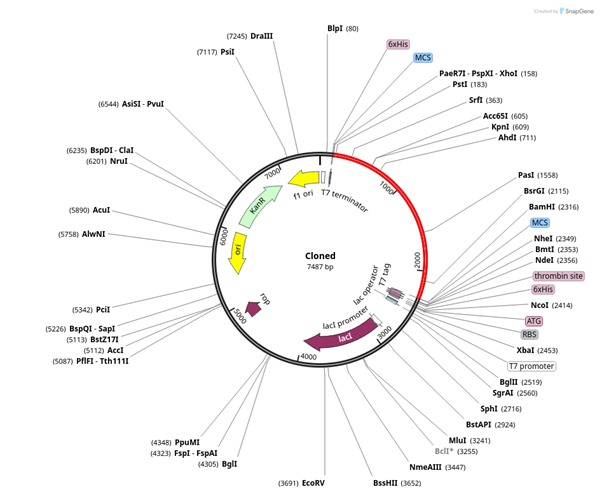 Created by SnapGene
BlpI (80)
6xHis
MCS
PaeR7I - PspXI - XhoI (158)
PstI (183)
SrfI (363)
Acc65I (605)
KpnI (609)
AhdI (711)
PasI (1558)
BsrGI (2115)
BamHI (2316)
MCS
NheI (2349)
BmtI (2353)
NdeI (2356)
thrombin site
6xHis
NcoI (2414)
ATG
RBS
XbaI (2453)
T7 promoter
BglII (2519)
SgrAI (2560)
SphI (2716)
BstAPI (2924)
MluI (3241)
BclI* (3255)
NmeAIII (3447)
BssHII (3652)
(3691) EcoRV
(4305) BglI
(4323) FspI - FspAI
(4348) PpuMI
(5087) PflFI - Tth111I
(5112) AccI
(5113) BstZ17I
(5226) BspQI - SapI
(5342) PciI
(5758) AlwNI
(5890) AcuI
(6201) NruI
(6235) BspDI - ClaI
(6544) AsiSI - PvuI
(7117) PsiI
(7245) DraIII
1000
2000
3000
4000
5000
6000
7000
f1 ori
T7 terminator
KanR
ori
rop
lacI
lacI promoter
lac operator
T7 tag
Cloned
7487 bp